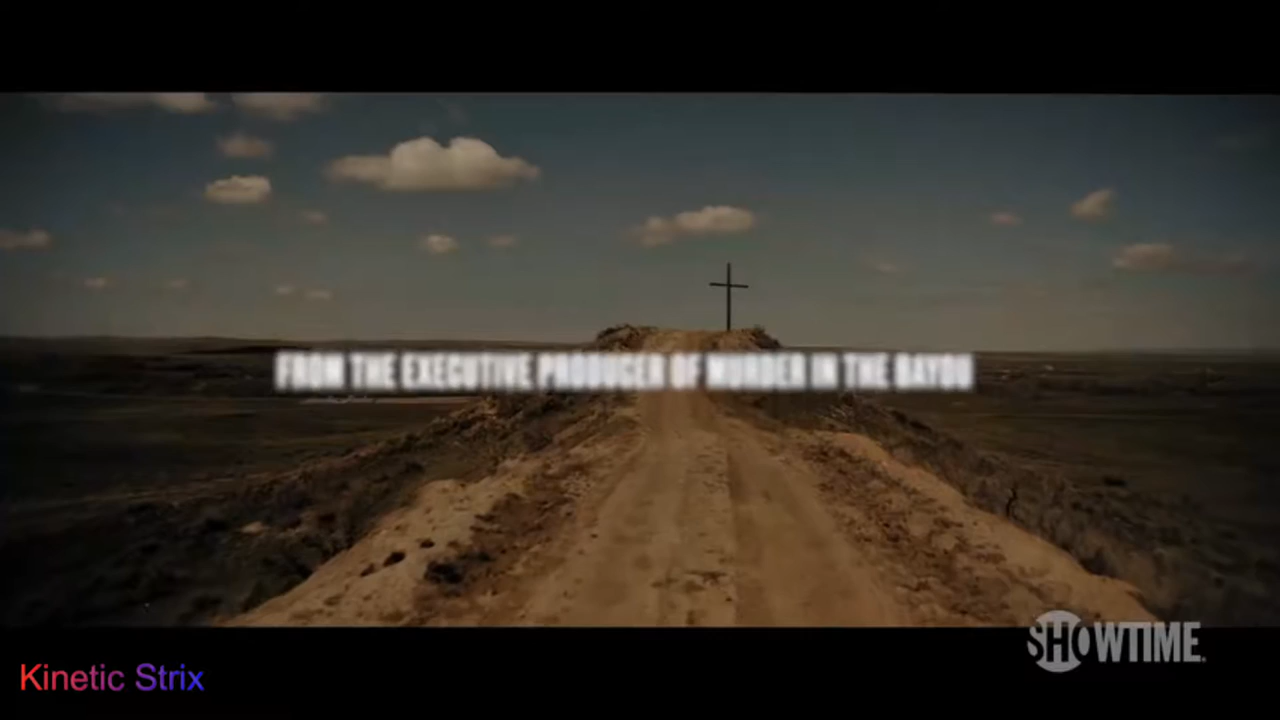 FROM THE EXECUTIVE PRODUCER OF MURDER IN THE BAYOU
SHOWTIME.
Kinetic Strix